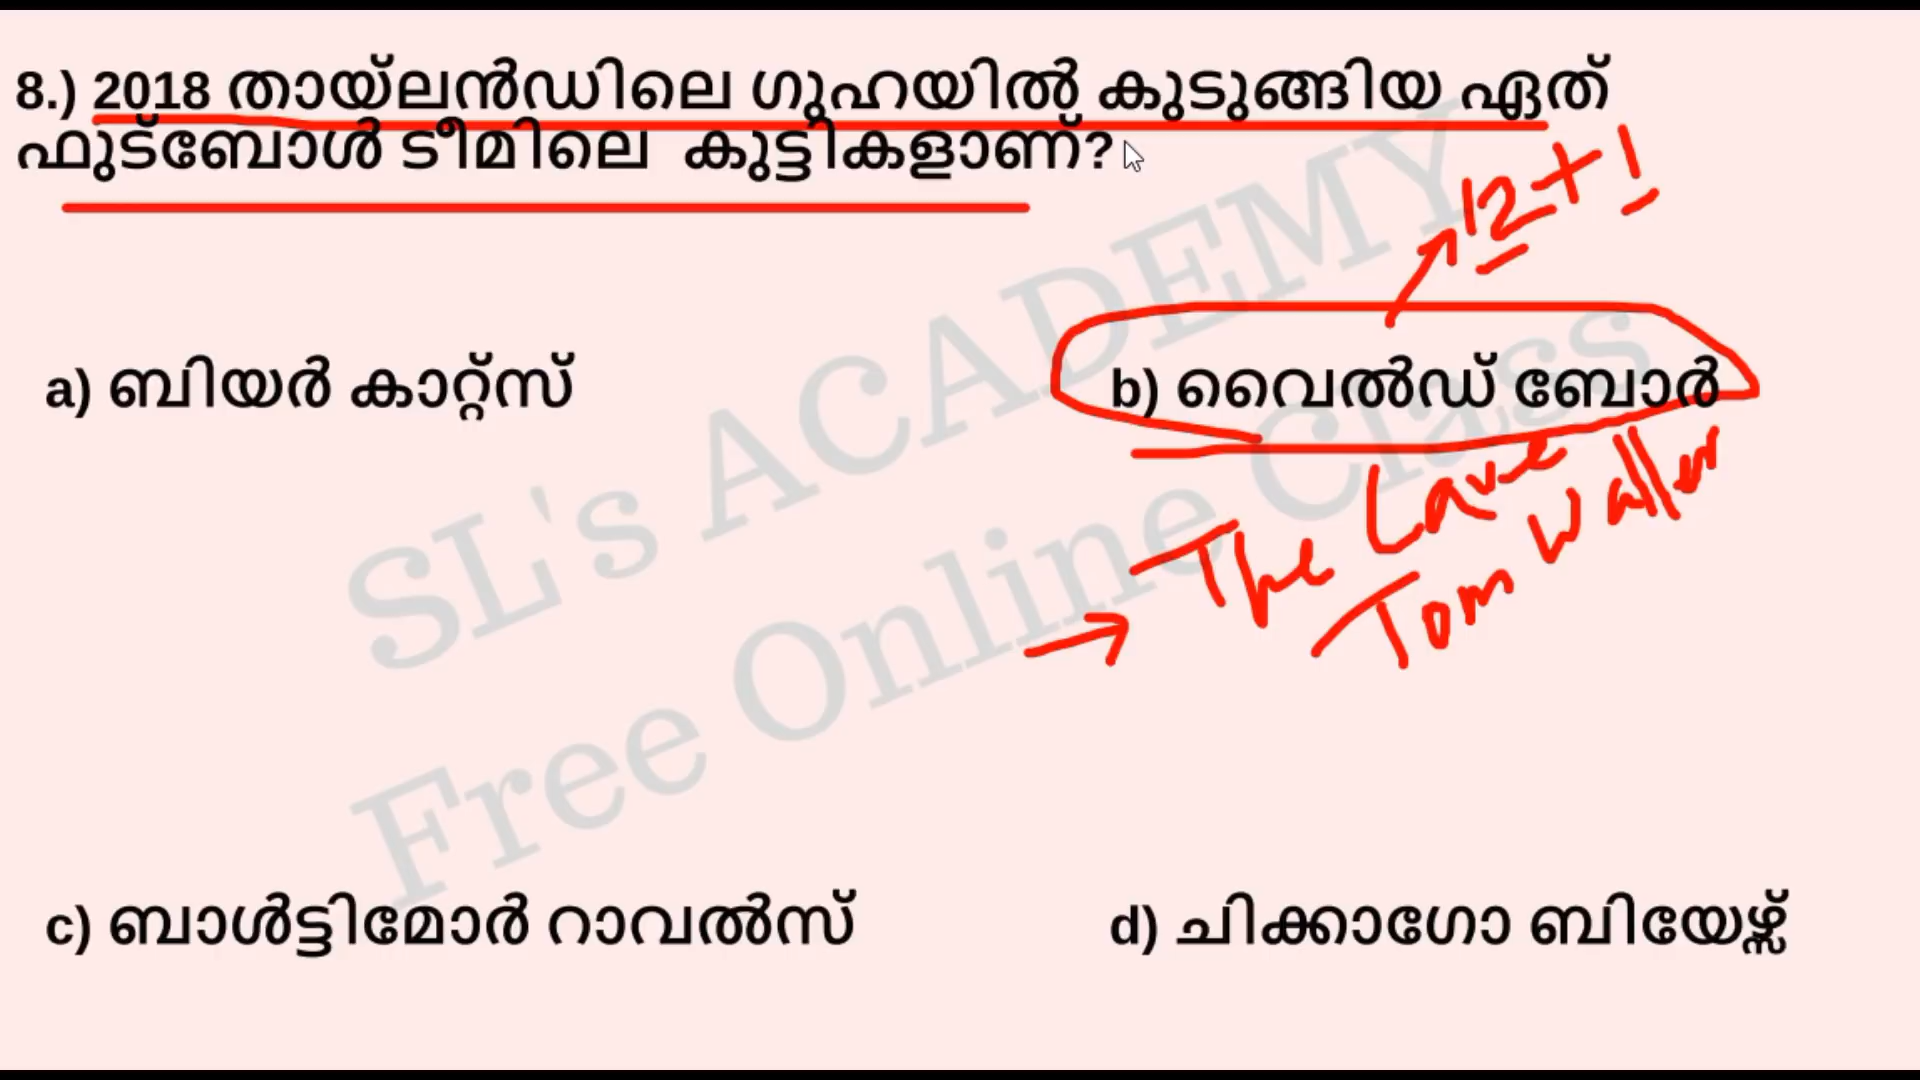 8.) 2018 തായ്ലൻഡിലെ ഗുഹയിൽ കുടുങ്ങിയ ഏത്
ഫുട്ബോൾ ടീമിലെ കുട്ടികളാണ്?
12+1
a) ബിയർ കാറ്റ്സ്
b) വൈൽഡ് ബോർ
The Cave
Tom Waller
SL's ACADEMY
Free Online Class
c) ബാൾട്ടിമോർ റാവൽസ്
d) ചിക്കാഗോ ബിയേഴ്സ്